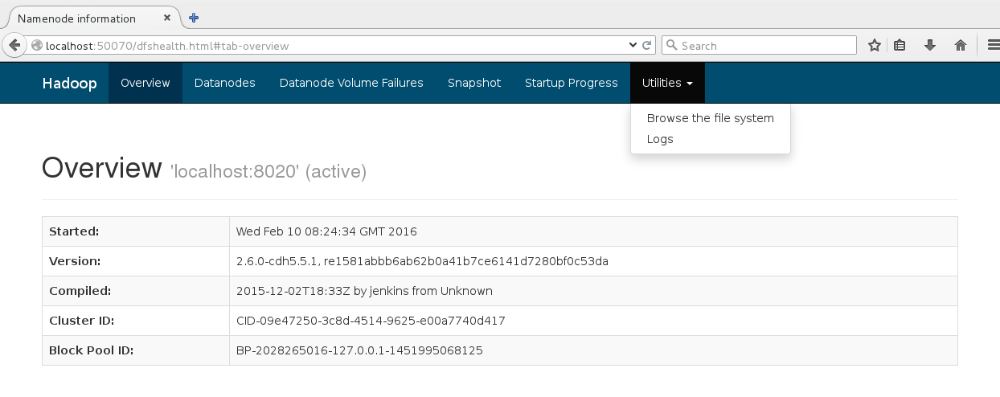 Namenode information
localhost:50070/dfshealth.html#tab-overview
Search
Hadoop Overview Datanodes Datanode Volume Failures Snapshot Startup Progress Utilities
Browse the file system
Logs
Overview 'localhost:8020' (active)
Started: Wed Feb 10 08:24:34 GMT 2016
Version: 2.6.0-cdh5.5.1, re1581abbb6ab62b0a41b7ce6141d7280bf0c53da
Compiled: 2015-12-02T18:33Z by jenkins from Unknown
Cluster ID: CID-09e47250-3c8d-4514-9625-e00a7740d417
Block Pool ID: BP-2028265016-127.0.0.1-1451995068125